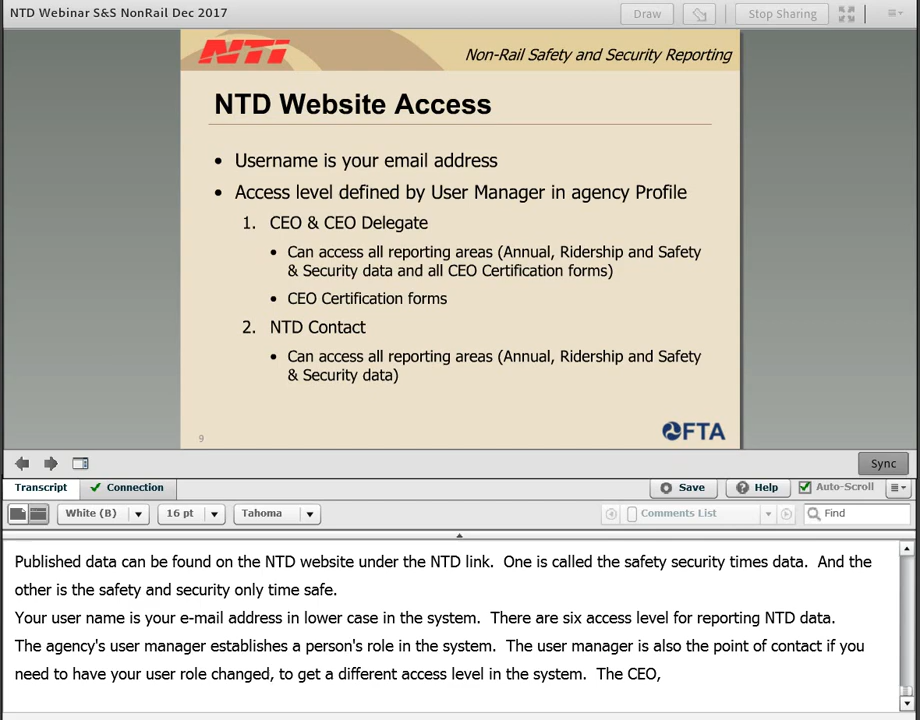 NTD Webinar S&S NonRail Dec 2017
Draw
Stop Sharing
NTI
Non-Rail Safety and Security Reporting
NTD Website Access
• Username is your email address
• Access level defined by User Manager in agency Profile
1. CEO & CEO Delegate
• Can access all reporting areas (Annual, Ridership and Safety
& Security data and all CEO Certification forms)
• CEO Certification forms
2. NTD Contact
• Can access all reporting areas (Annual, Ridership and Safety
& Security data)
9
FTA
Sync
Transcript
Connection
Save
Help
Auto-Scroll
White (B)
16 pt
Tahoma
Comments List
Find
Published data can be found on the NTD website under the NTD link.  One is called the safety security times data.  And the
other is the safety and security only time safe.
Your user name is your e-mail address in lower case in the system.  There are six access level for reporting NTD data.
The agency's user manager establishes a person's role in the system.  The user manager is also the point of contact if you
need to have your user role changed, to get a different access level in the system.  The CEO,